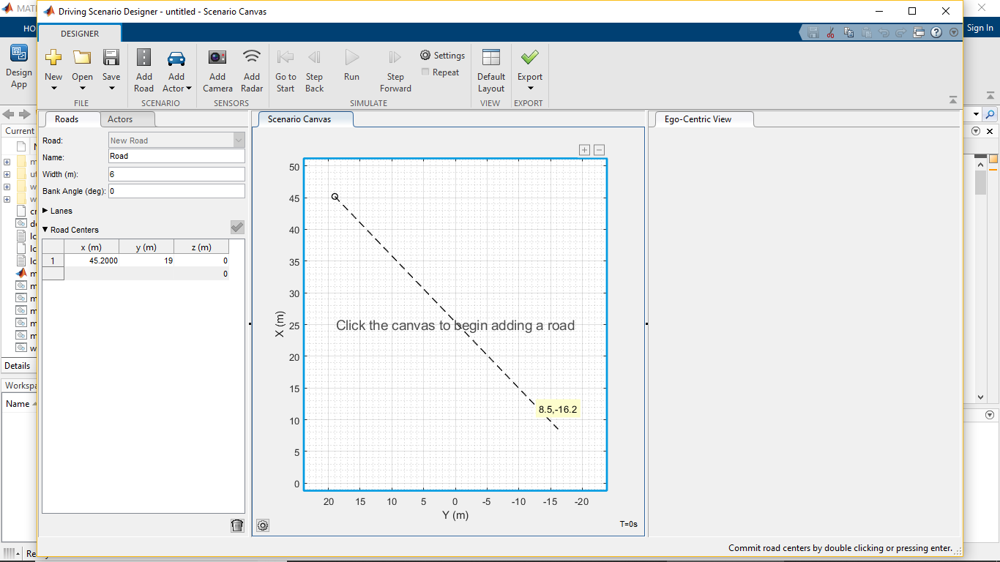 MAT
Driving Scenario Designer - untitled - Scenario Canvas
HO
DESIGNER
Sign In
Design App
New
Open
Save
Add Road
Add Actor
Add Camera
Add Radar
Go to Start
Step Back
Run
Step Forward
Settings
Repeat
Default Layout
Export
FILE
SCENARIO
SENSORS
SIMULATE
VIEW
EXPORT
Current
Roads
Actors
Road:
New Road
Name:
Road
Width (m):
6
Bank Angle (deg):
0
Lanes
Road Centers
x (m)
y (m)
z (m)
1
45.2000
19
0
0
Details
Workspa
Name
Scenario Canvas
50
45
40
35
30
25
20
15
10
5
0
X (m)
Click the canvas to begin adding a road
8.5,-16.2
20
15
10
5
0
-5
-10
-15
-20
Y (m)
T=0s
Ego-Centric View
Commit road centers by double clicking or pressing enter.